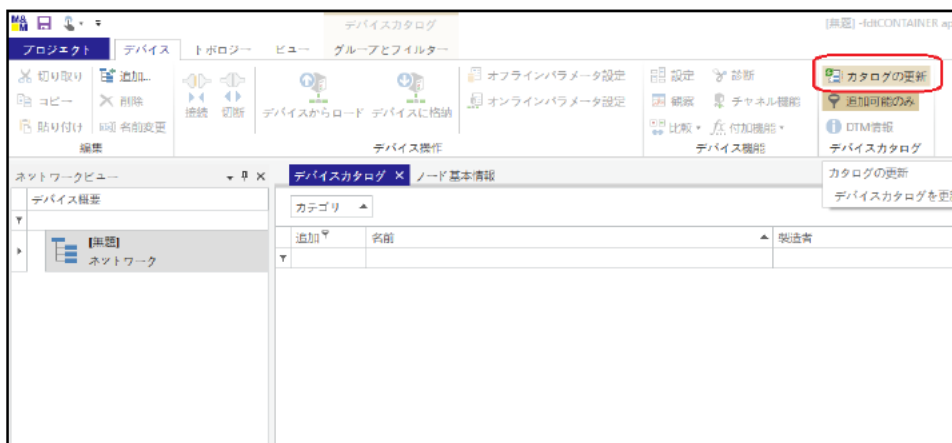 M&M
デバイスカタログ
[無題] -fdtCONTAINER ap
プロジェクト デバイス トポロジー ビュー グループとフィルター
切り取り 追加... オフラインパラメータ設定 設定 診断 カタログの更新
コピー 削除 接続 切断 デバイスからロード デバイスに格納 オンラインパラメータ設定 観察 チャネル機能 追加可能のみ
貼り付け 名前変更 比較 付加機能 DTM情報
編集 デバイス操作 デバイス機能 デバイスカタログ
ネットワークビュー デバイスカタログ ノード基本情報 カタログの更新
デバイス概要 デバイスカタログを更
カテゴリ
追加 名前 製造者
[無題]
ネットワーク